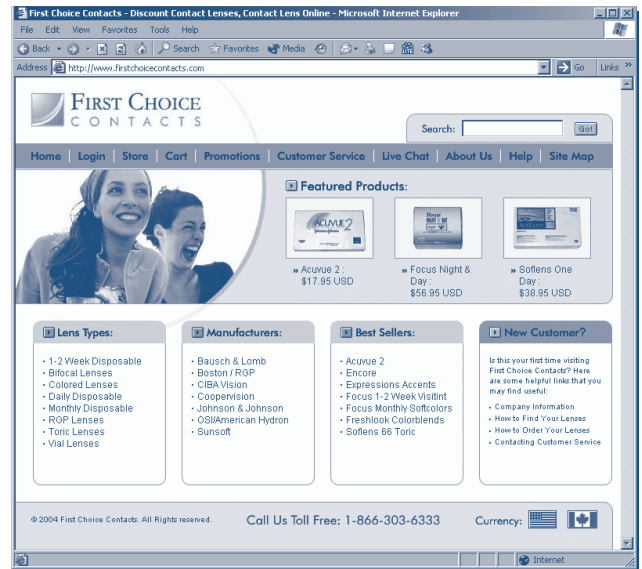 First Choice Contacts - Discount Contact Lenses, Contact Lens Online - Microsoft Internet Explorer
File Edit View Favorites Tools Help
Back Search Favorites Media
Address http://www.firstchoicecontacts.com Go Links »
FIRST CHOICE
CONTACTS
Search: Go!
Home | Login | Store | Cart | Promotions | Customer Service | Live Chat | About Us | Help | Site Map
Featured Products:
ACUVUE 2
» Acuvue 2 :
$17.95 USD
» Focus Night &
Day :
$56.95 USD
» Soflens One
Day :
$38.95 USD
Lens Types:
· 1-2 Week Disposable
· Bifocal Lenses
· Colored Lenses
· Daily Disposable
· Monthly Disposable
· RGP Lenses
· Toric Lenses
· Vial Lenses
Manufacturers:
· Bausch & Lomb
· Boston / RGP
· CIBA Vision
· Coopervision
· Johnson & Johnson
· OSI/American Hydron
· Sunsoft
Best Sellers:
· Acuvue 2
· Encore
· Expressions Accents
· Focus 1-2 Week Visitint
· Focus Monthly Softcolors
· Freshlook Colorblends
· Soflens 66 Toric
New Customer?
Is this your first time visiting
First Choice Contacts? Here
are some helpful links that you
may find useful:
· Company Information
· How to Find Your Lenses
· How to Order Your Lenses
· Contacting Customer Service
© 2004 First Choice Contacts. All Rights reserved.
Call Us Toll Free: 1-866-303-6333
Currency:
Internet